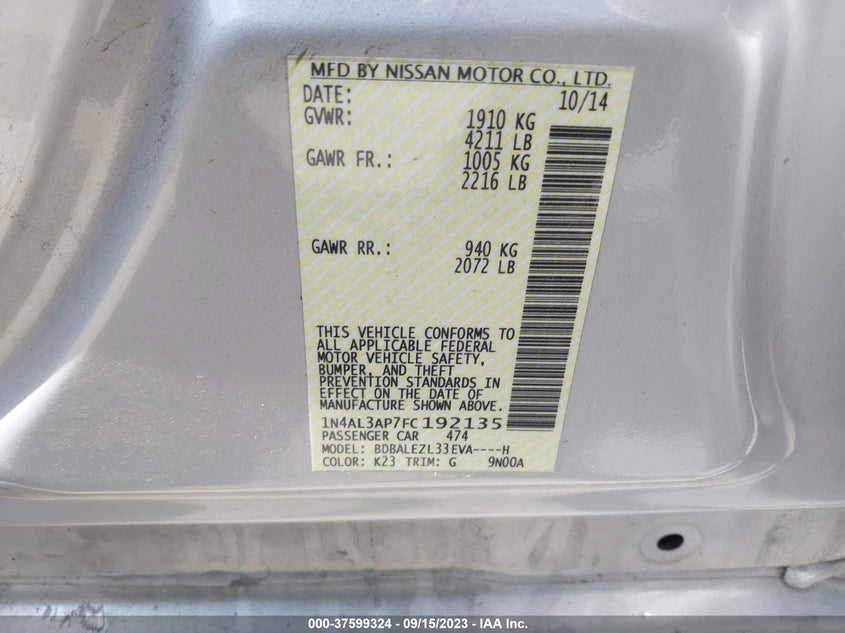 MFD BY NISSAN MOTOR CO., LTD.
DATE: 10/14
GVWR: 1910 KG
4211 LB
GAWR FR.: 1005 KG
2216 LB
GAWR RR.: 940 KG
2072 LB
THIS VEHICLE CONFORMS TO
ALL APPLICABLE FEDERAL
MOTOR VEHICLE SAFETY,
BUMPER, AND THEFT
PREVENTION STANDARDS IN
EFFECT ON THE DATE OF
MANUFACTURE SHOWN ABOVE.
1N4AL3AP7FC192135
PASSENGER CAR 474
MODEL: BDBALEZL33EVA----H
COLOR: K23 TRIM: G 9N00A
000-37599324 - 09/15/2023 - IAA Inc.